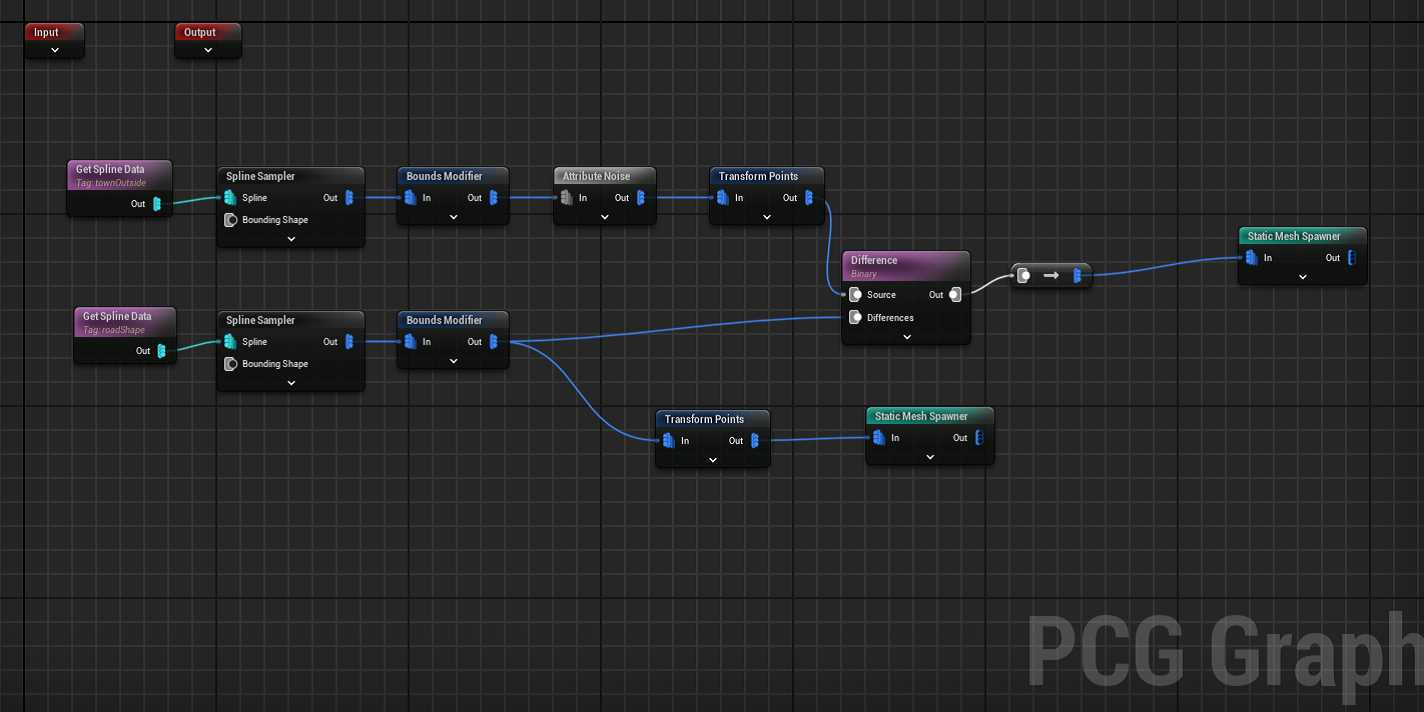 Input
Output
Get Spline Data
Tag:townOutside
Out
Spline Sampler
Spline Out
Bounding Shape
Bounds Modifier
In Out
Attribute Noise
In Out
Transform Points
In Out
Difference
Binary
Source Out
Differences
Static Mesh Spawner
In Out
Get Spline Data
Tag:roadShape
Out
Spline Sampler
Spline Out
Bounding Shape
Bounds Modifier
In Out
Transform Points
In Out
Static Mesh Spawner
In Out
PCG Graph